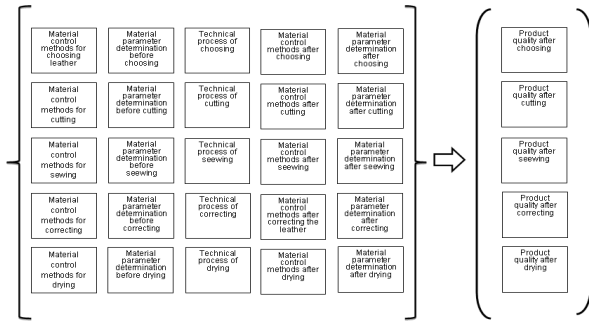 Material
control
methods for
choosing
leather
Material
parameter
determination
before
choosing
Technical
process of
choosing
Material
control
methods after
choosing
Material
parameter
determination
after
choosing
Product
quality after
choosing
Material
control
methods for
cutting
Material
parameter
determination
before cutting
Technical
process of
cutting
Material
control
methods after
cutting
Material
parameter
determination
after cutting
Product
quality after
cutting
Material
control
methods for
sewing
Material
parameter
determination
before
seewing
Technical
process of
seewing
Material
control
methods after
seewing
Material
parameter
determination
after seewing
Product
quality after
seewing
Material
control
methods for
correcting
Material
parameter
determination
before
correcting
Technical
process of
correcting
Material
control
methods after
correcting the
leather
Material
parameter
determination
after
correcting
Product
quality after
correcting
Material
control
methods for
drying
Material
parameter
determination
before drying
Technical
process of
drying
Material
control
methods after
drying
Material
parameter
determination
after drying
Product
quality after
drying